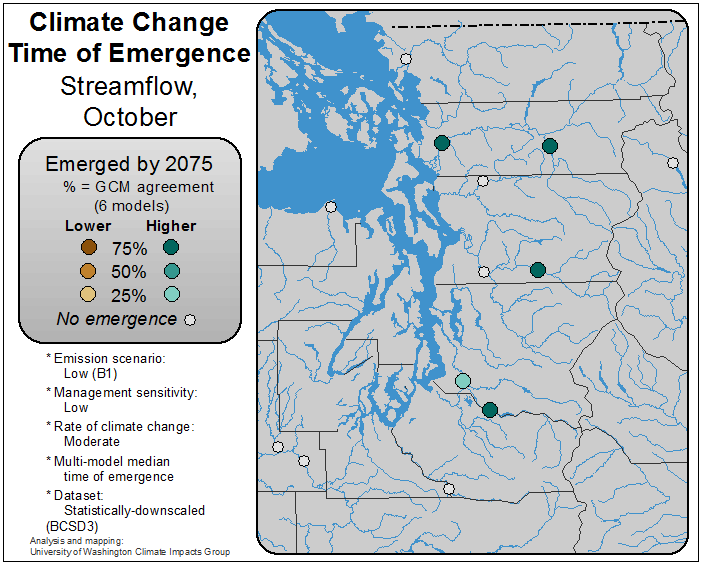 Climate Change
Time of Emergence
Streamflow,
October
Emerged by 2075
% = GCM agreement
(6 models)
Lower Higher
75%
50%
25%
No emergence
* Emission scenario:
Low (B1)
* Management sensitivity:
Low
* Rate of climate change:
Moderate
* Multi-model median
time of emergence
* Dataset:
Statistically-downscaled
(BCSD3)
Analysis and mapping:
University of Washington Climate Impacts Group